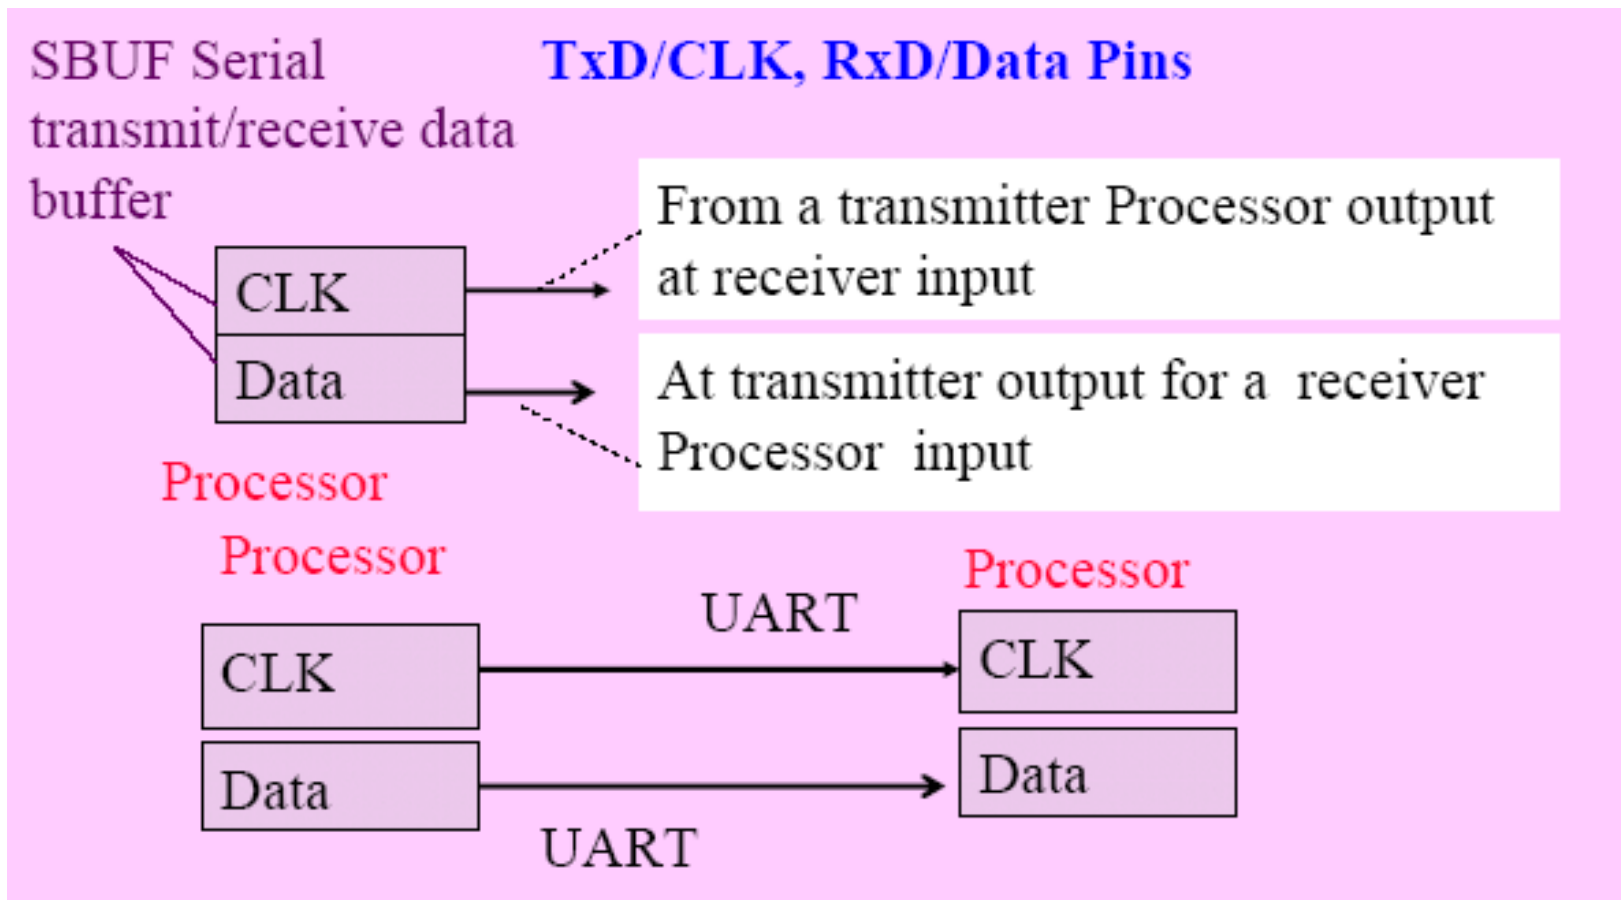 SBUF Serial
transmit/receive data
buffer
TxD/CLK, RxD/Data Pins
From a transmitter Processor output
at receiver input
CLK
Data
At transmitter output for a receiver
Processor input
Processor
Processor
Processor
UART
CLK
CLK
Data
Data
UART